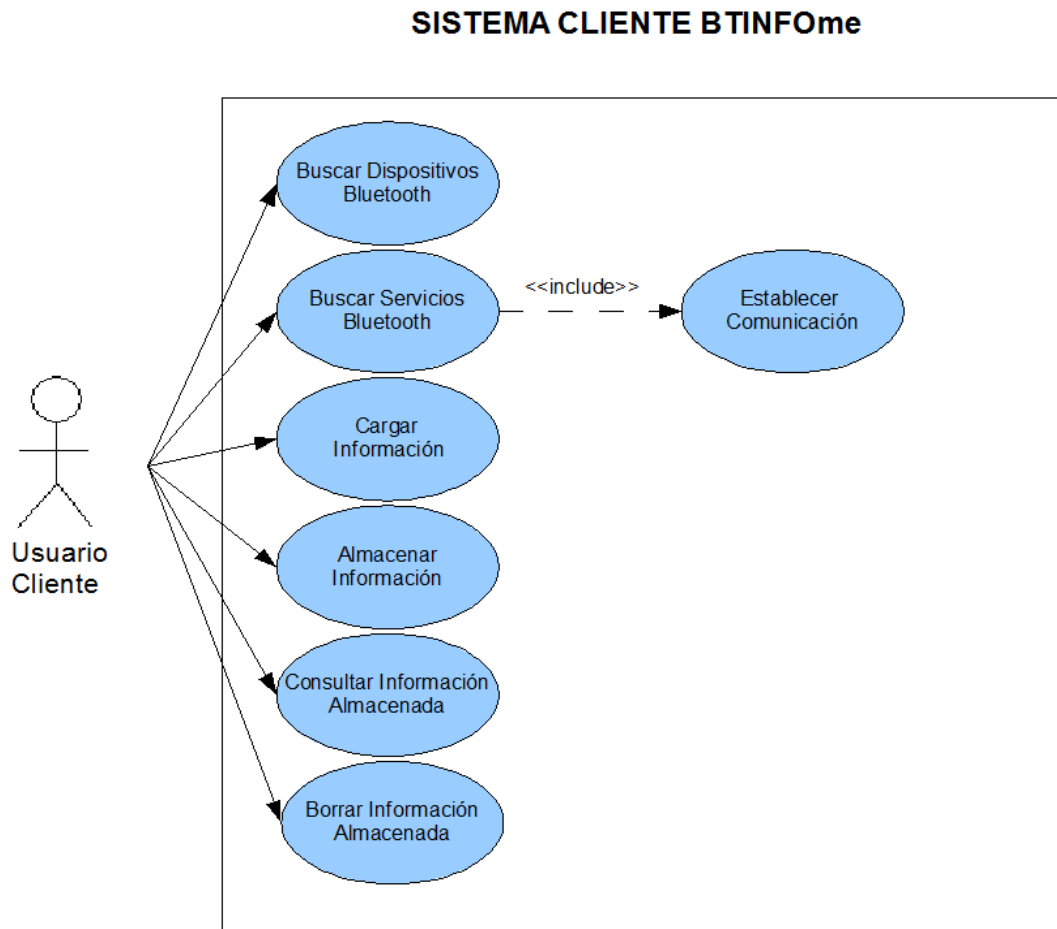 SISTEMA CLIENTE BTINFOme
Buscar Dispositivos
Bluetooth
Buscar Servicios
Bluetooth
<<include>>
Establecer
Comunicación
Cargar
Información
Almacenar
Información
Usuario
Cliente
Consultar Información
Almacenada
Borrar Información
Almacenada